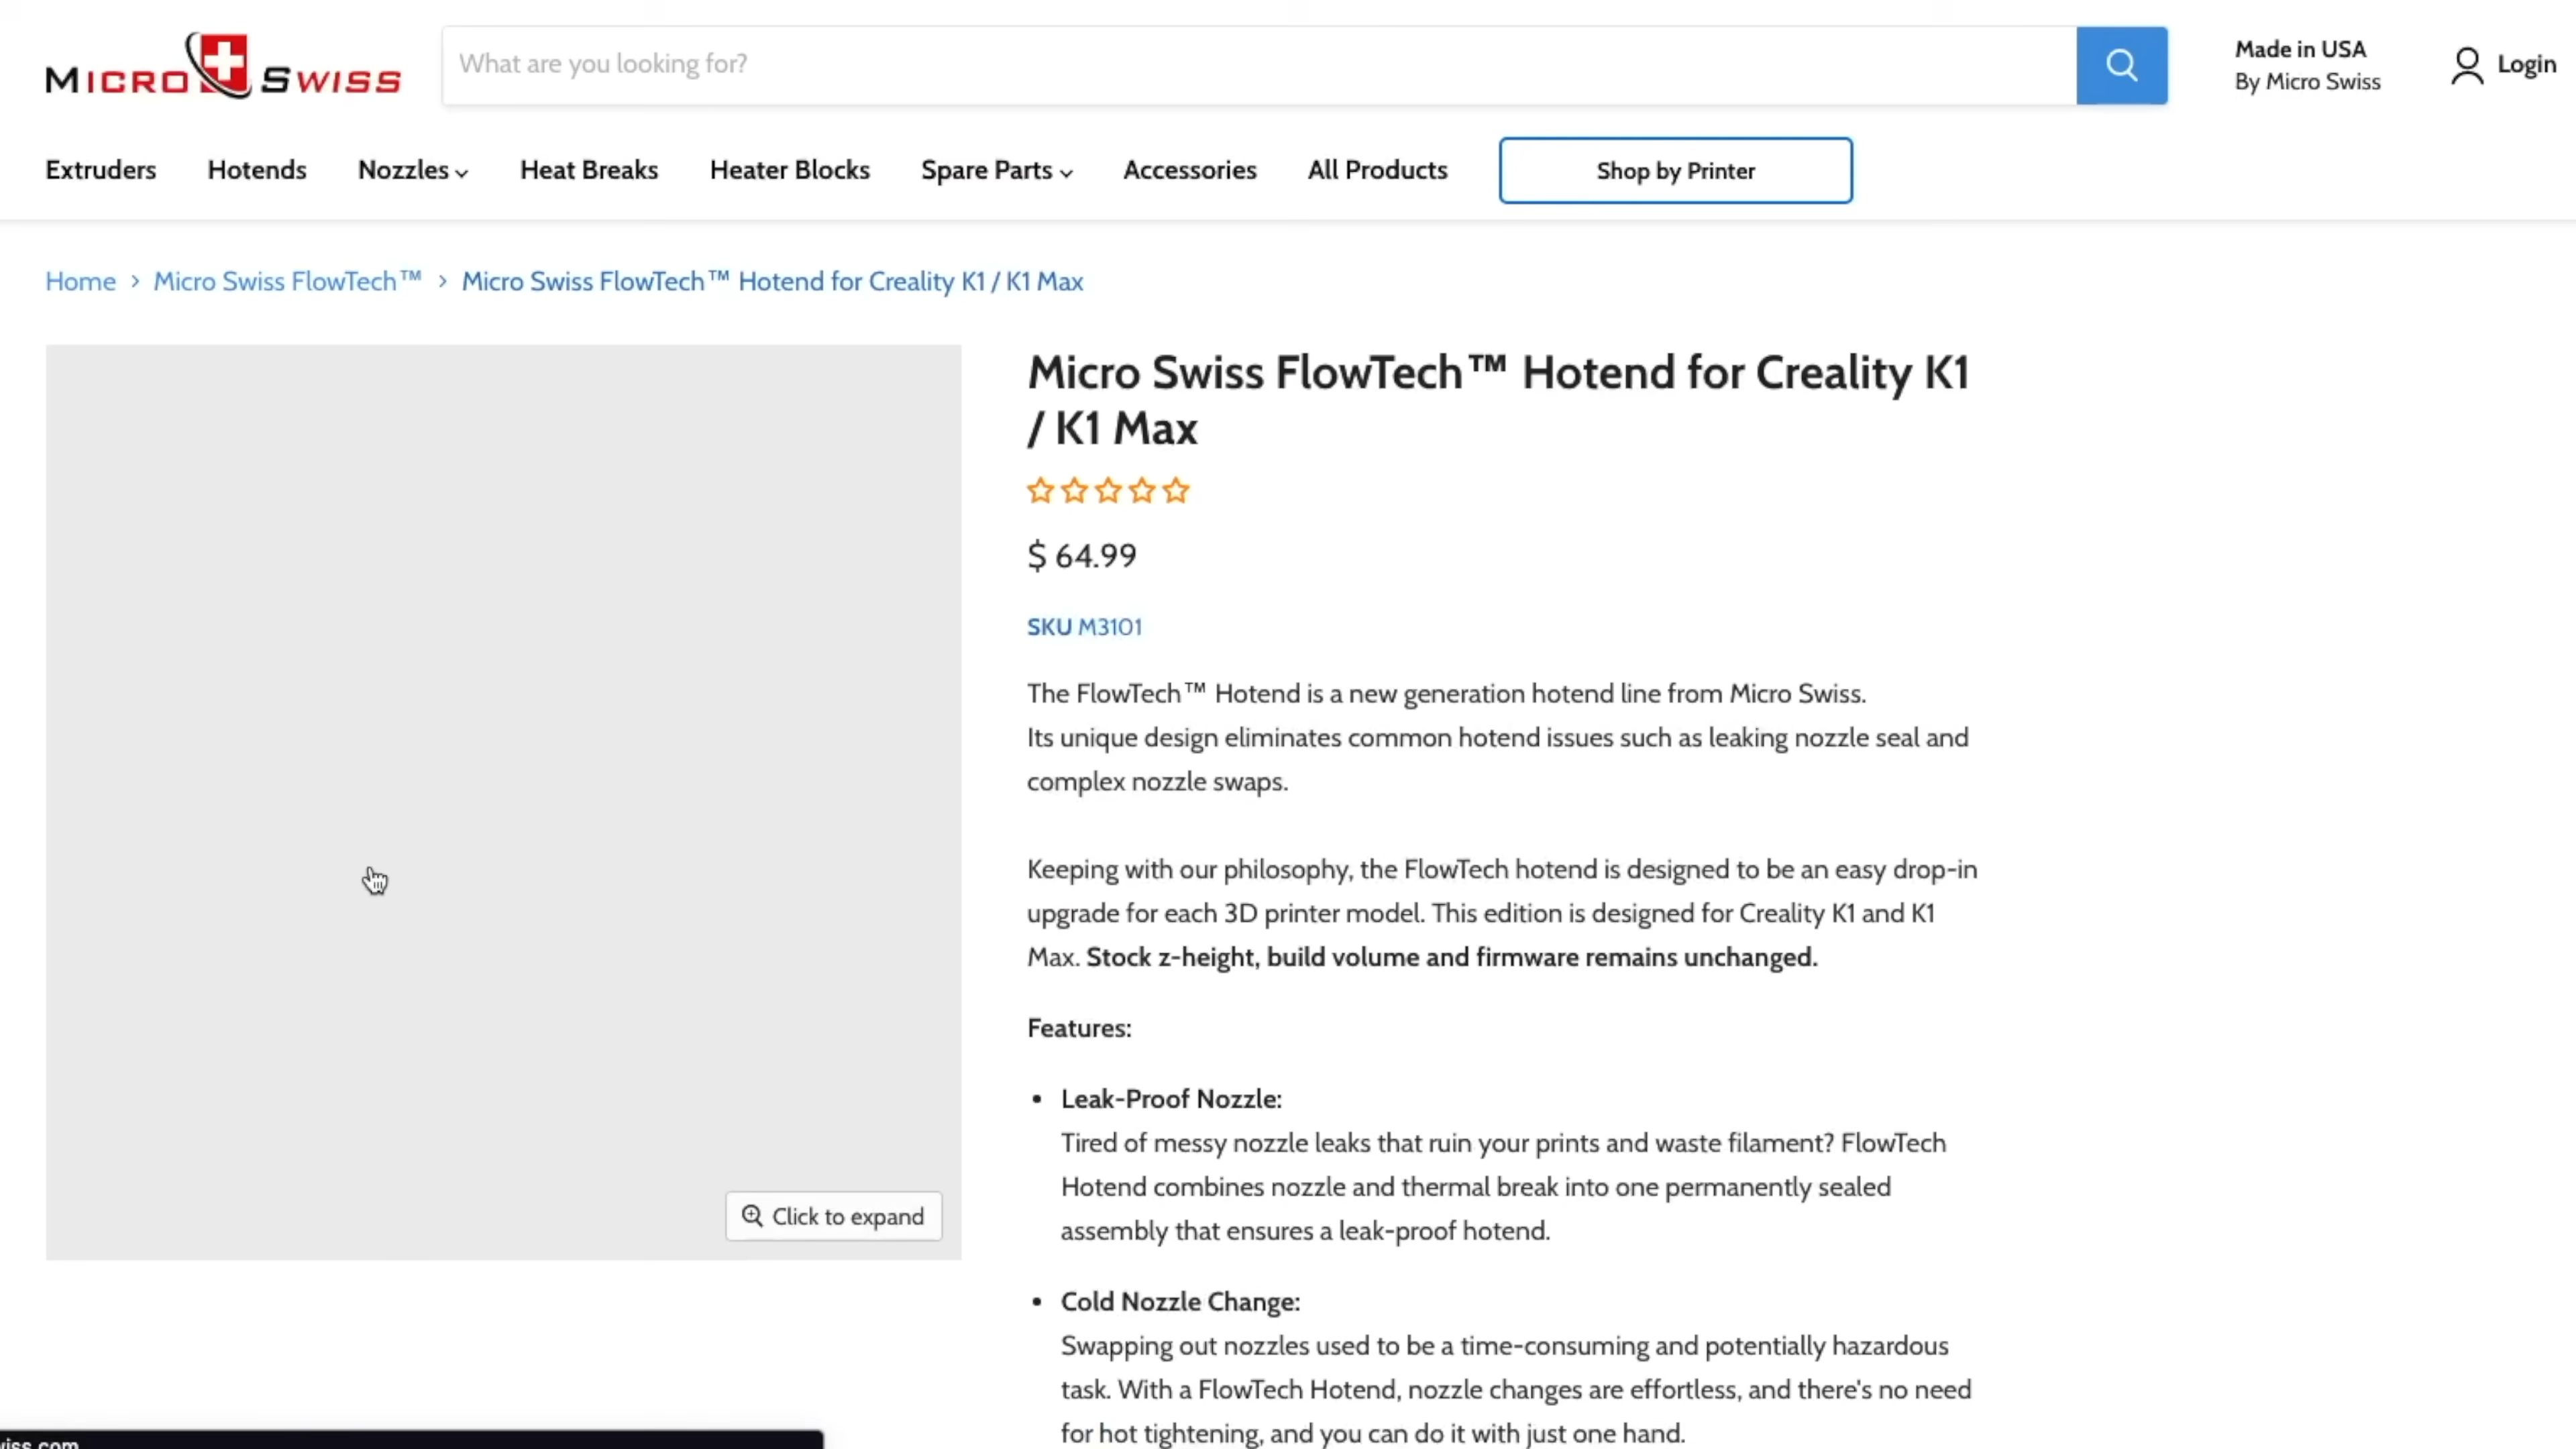 MICRO SWISS
What are you looking for?
Made in USA
By Micro Swiss
Login
Extruders
Hotends
Nozzles
Heat Breaks
Heater Blocks
Spare Parts
Accessories
All Products
Shop by Printer
Home > Micro Swiss FlowTech™ > Micro Swiss FlowTech™ Hotend for Creality K1 / K1 Max
Micro Swiss FlowTech™ Hotend for Creality K1
/ K1 Max
$ 64.99
SKU M3101
The FlowTech™ Hotend is a new generation hotend line from Micro Swiss.
Its unique design eliminates common hotend issues such as leaking nozzle seal and
complex nozzle swaps.
Keeping with our philosophy, the FlowTech hotend is designed to be an easy drop-in
upgrade for each 3D printer model. This edition is designed for Creality K1 and K1
Max. Stock z-height, build volume and firmware remains unchanged.
Features:
• Leak-Proof Nozzle:
Tired of messy nozzle leaks that ruin your prints and waste filament? FlowTech
Hotend combines nozzle and thermal break into one permanently sealed
assembly that ensures a leak-proof hotend.
Click to expand
• Cold Nozzle Change:
Swapping out nozzles used to be a time-consuming and potentially hazardous
task. With a FlowTech Hotend, nozzle changes are effortless, and there's no need
for hot tightening, and you can do it with just one hand.